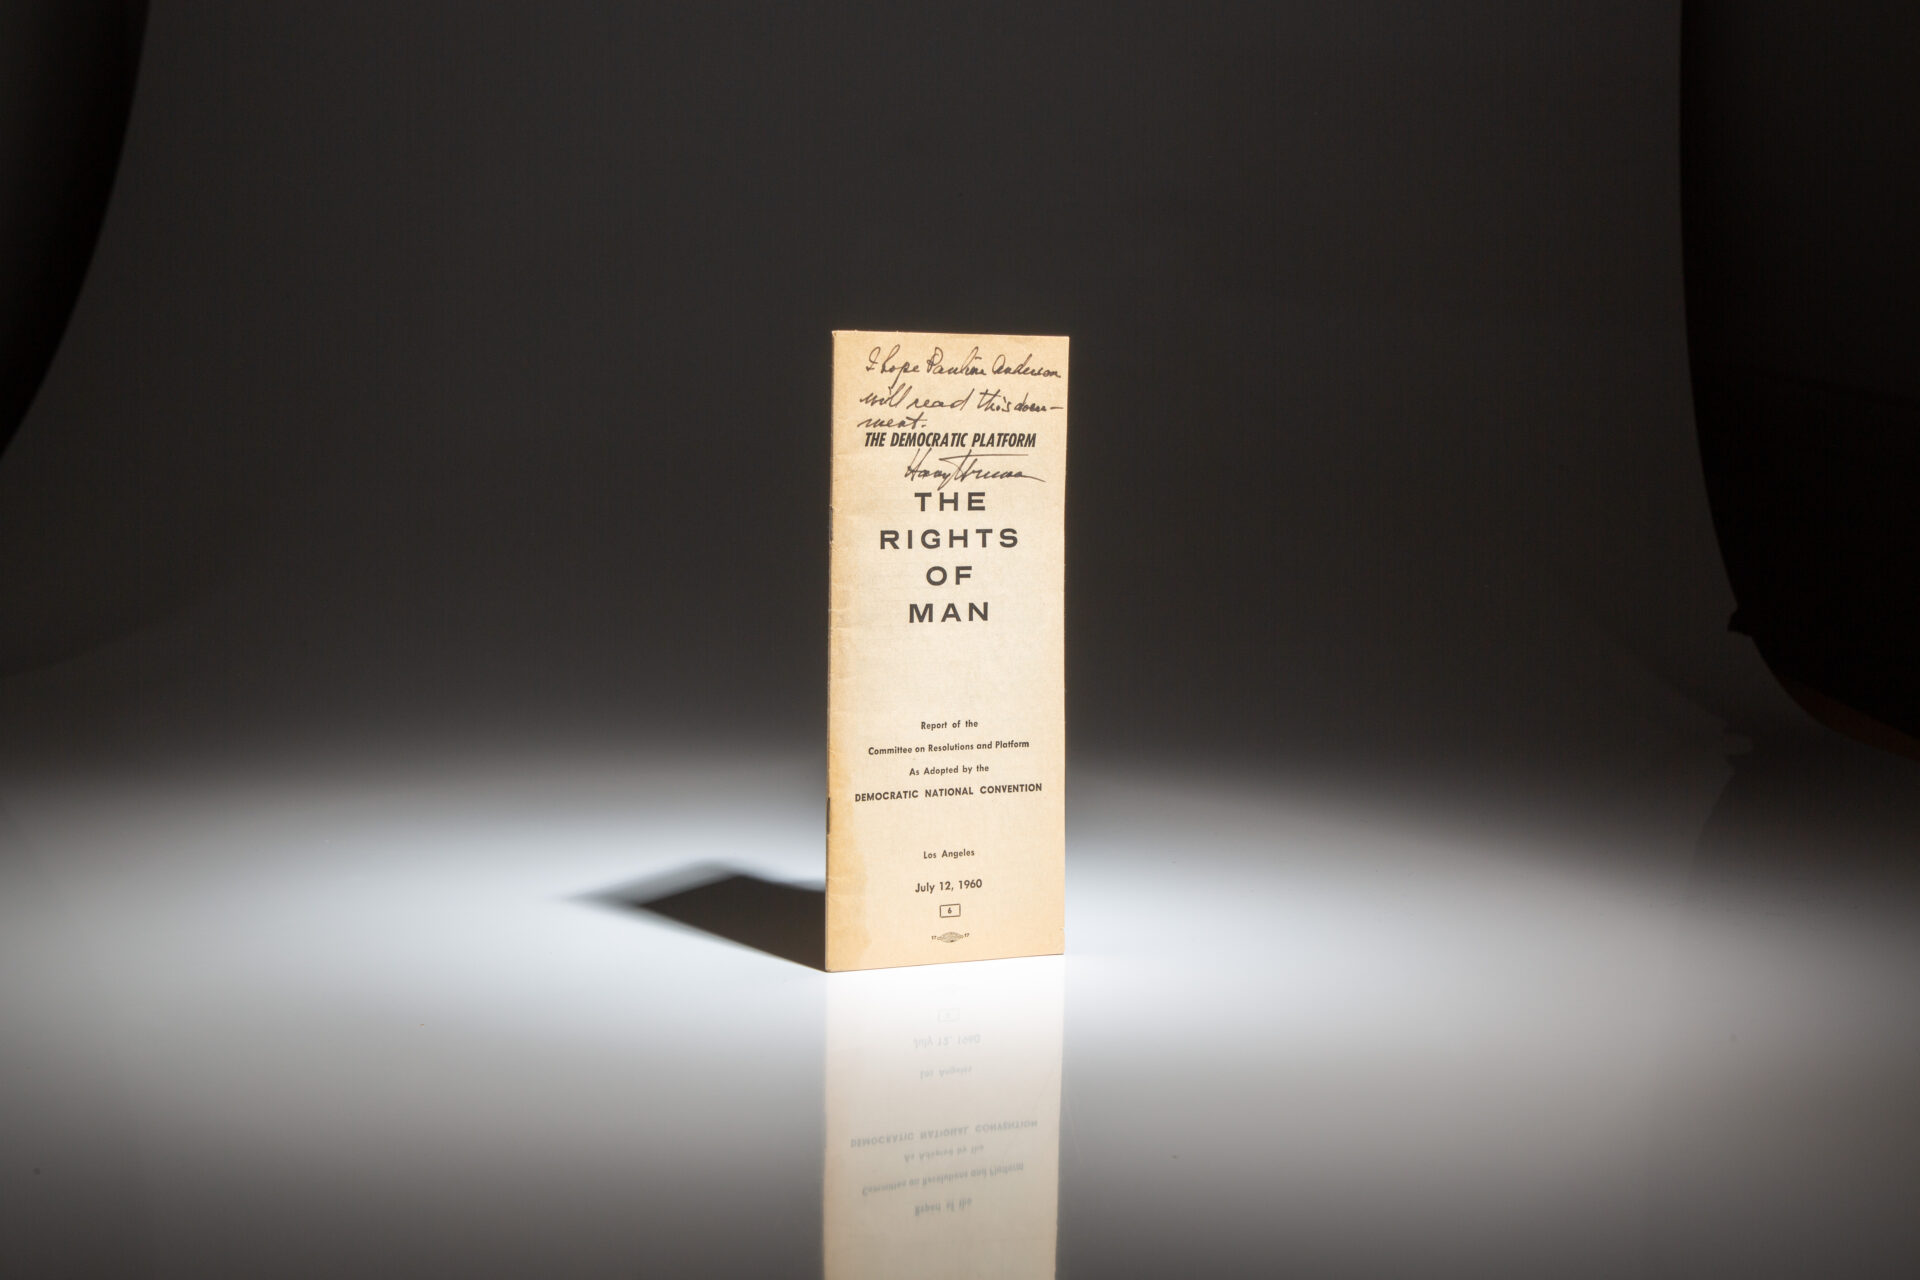 I hope Pauline Anderson
will read this docu-
ment.
THE DEMOCRATIC PLATFORM
Harry Truman
THE
RIGHTS
OF
MAN
Report of the
Committee on Resolutions and Platform
As Adopted by the
DEMOCRATIC NATIONAL CONVENTION
Los Angeles
July 12, 1960
6
17 17